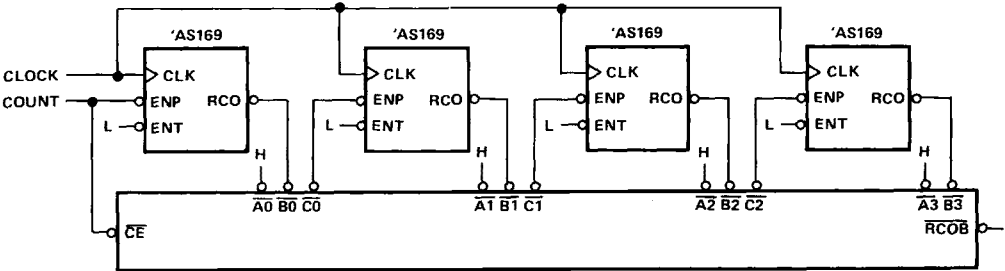 'AS169 'AS169 'AS169 'AS169
CLOCK CLK CLK CLK CLK
COUNT ENP RCO ENP RCO ENP RCO ENP RCO
L ENT L ENT L ENT L ENT
H H H H
A0 B0 C0 A1 B1 C1 A2 B2 C2 A3 B3
CE RCOB